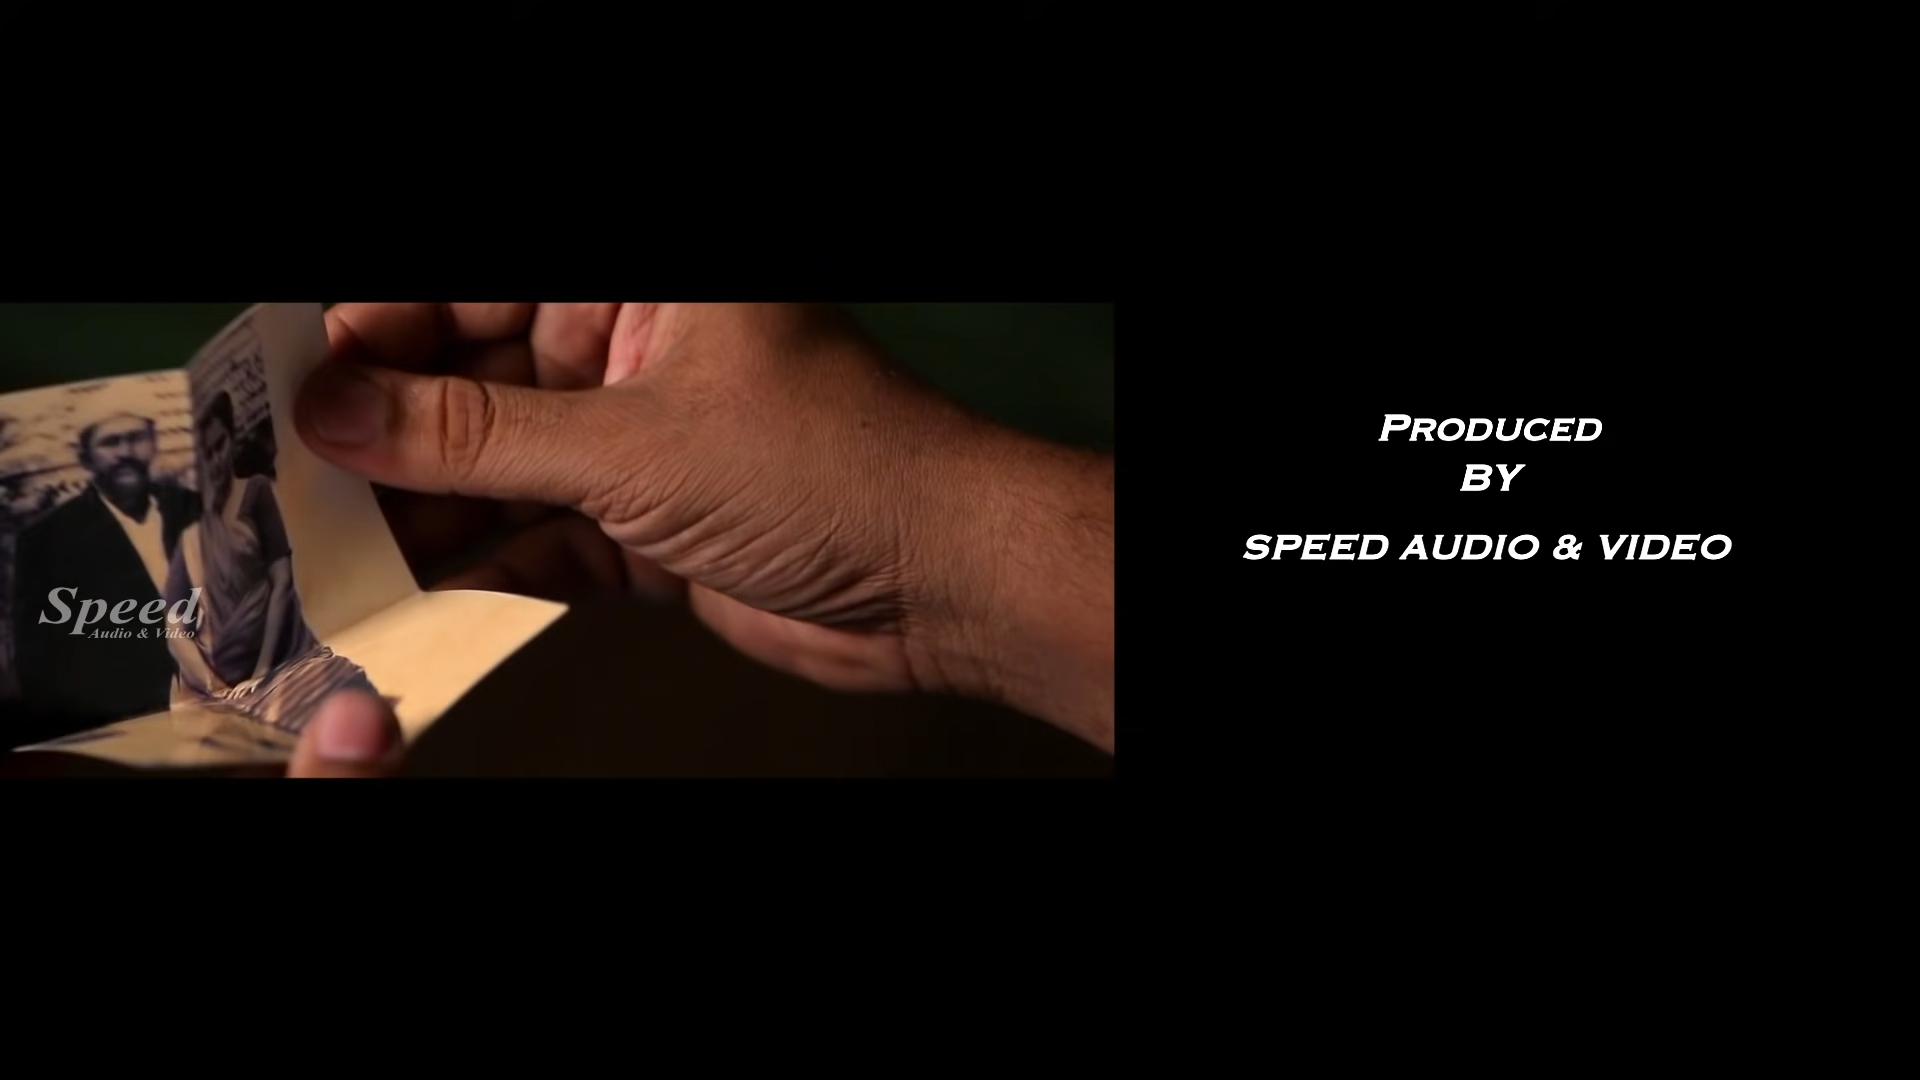 PRODUCED
BY
SPEED AUDIO & VIDEO
Speed
Audio & Video